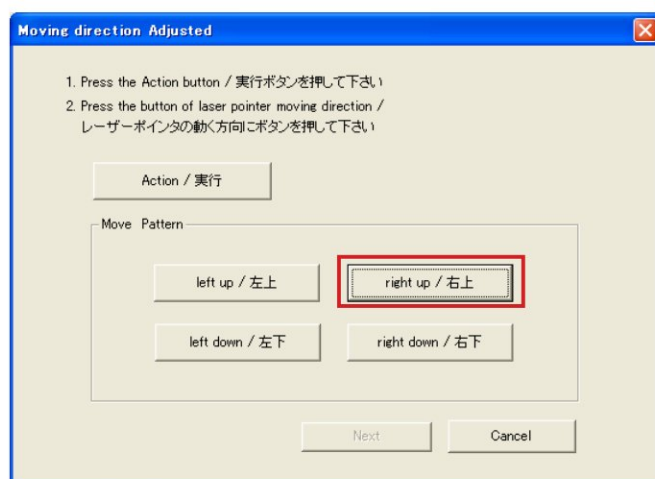 Moving direction Adjusted
1. Press the Action button / 実行ボタンを押して下さい
2. Press the button of laser pointer moving direction /
レーザーポインタの動く方向にボタンを押して下さい
Action / 実行
Move Pattern
left up / 左上
right up / 右上
left down / 左下
right down / 右下
Next
Cancel